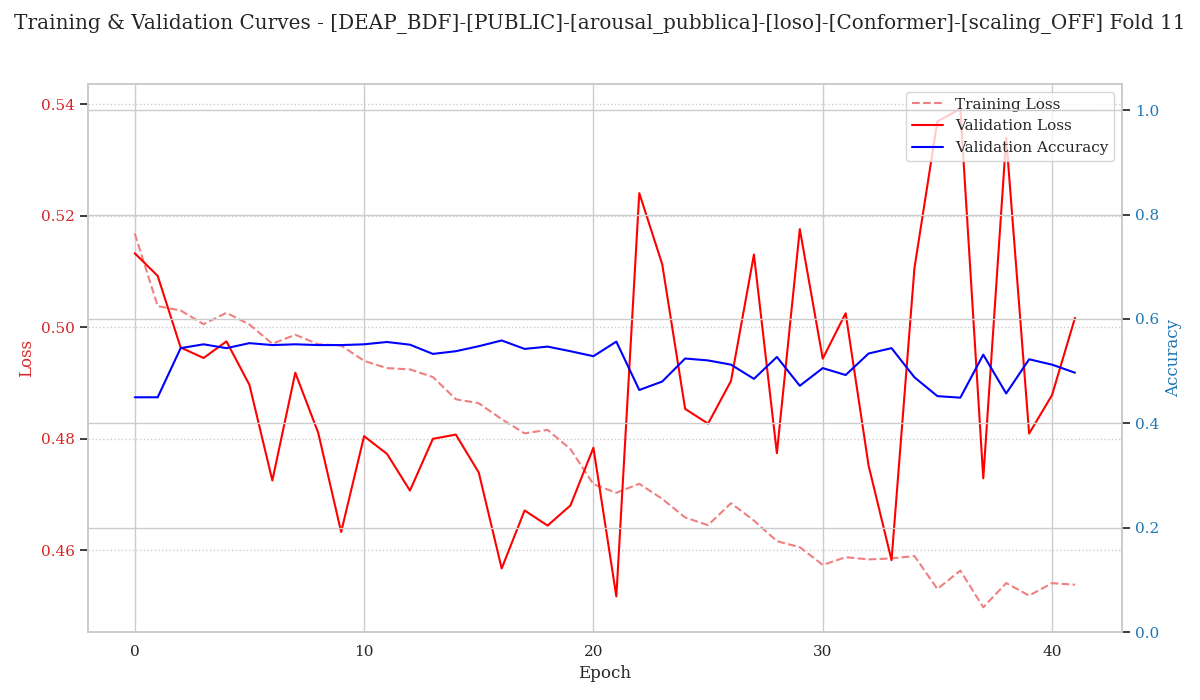 Training & Validation Curves - [DEAP_BDF]-[PUBLIC]-[arousal_pubblica]-[loso]-[Conformer]-[scaling_OFF] Fold 11
Training Loss
Validation Loss
Validation Accuracy
Loss
0.54
0.52
0.50
0.48
0.46
1.0
0.8
0.6
0.4
0.2
0.0
Accuracy
0
10
20
30
40
Epoch